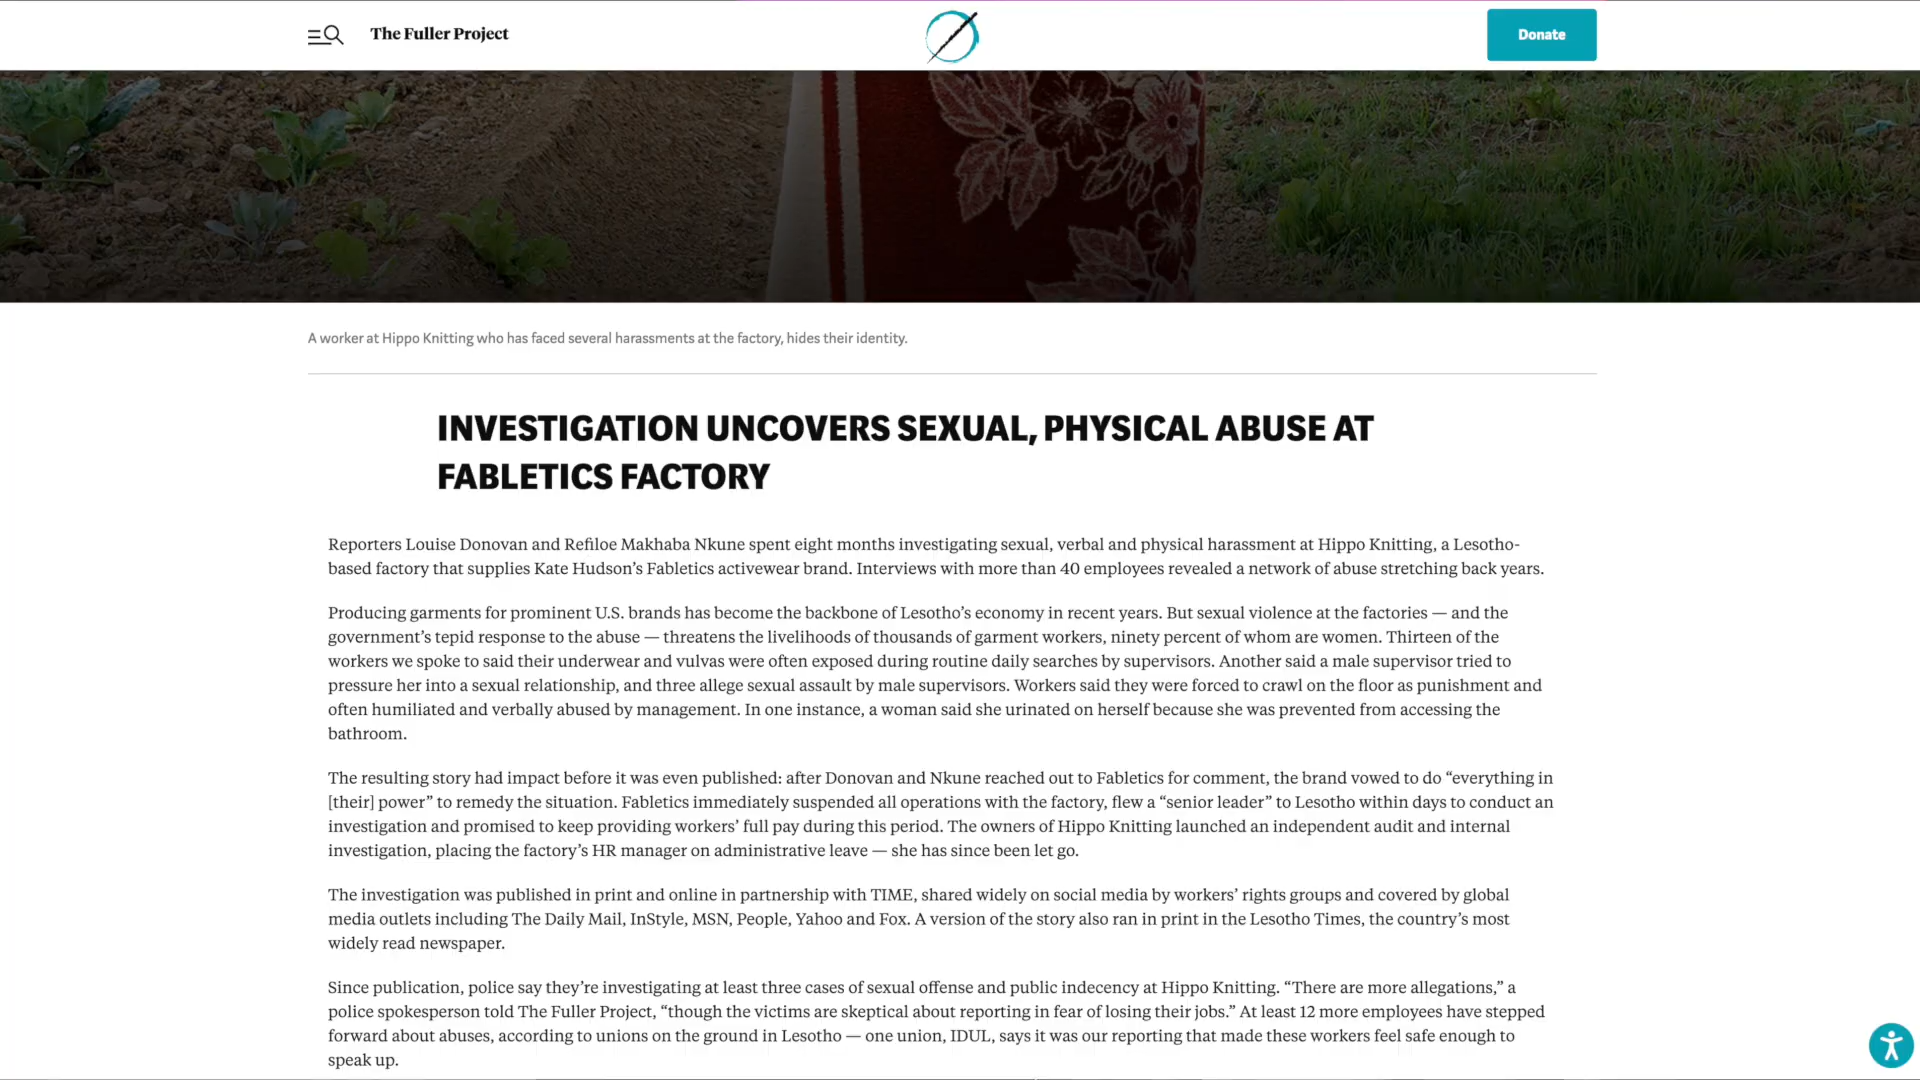 The Fuller Project
Donate
A worker at Hippo Knitting who has faced several harassments at the factory, hides their identity.
INVESTIGATION UNCOVERS SEXUAL, PHYSICAL ABUSE AT
FABLETICS FACTORY
Reporters Louise Donovan and Refiloe Makhaba Nkune spent eight months investigating sexual, verbal and physical harassment at Hippo Knitting, a Lesotho-
based factory that supplies Kate Hudson’s Fabletics activewear brand. Interviews with more than 40 employees revealed a network of abuse stretching back years.
Producing garments for prominent U.S. brands has become the backbone of Lesotho’s economy in recent years. But sexual violence at the factories — and the
government’s tepid response to the abuse — threatens the livelihoods of thousands of garment workers, ninety percent of whom are women. Thirteen of the
workers we spoke to said their underwear and vulvas were often exposed during routine daily searches by supervisors. Another said a male supervisor tried to
pressure her into a sexual relationship, and three allege sexual assault by male supervisors. Workers said they were forced to crawl on the floor as punishment and
often humiliated and verbally abused by management. In one instance, a woman said she urinated on herself because she was prevented from accessing the
bathroom.
The resulting story had impact before it was even published: after Donovan and Nkune reached out to Fabletics for comment, the brand vowed to do “everything in
[their] power” to remedy the situation. Fabletics immediately suspended all operations with the factory, flew a “senior leader” to Lesotho within days to conduct an
investigation and promised to keep providing workers’ full pay during this period. The owners of Hippo Knitting launched an independent audit and internal
investigation, placing the factory’s HR manager on administrative leave — she has since been let go.
The investigation was published in print and online in partnership with TIME, shared widely on social media by workers’ rights groups and covered by global
media outlets including The Daily Mail, InStyle, MSN, People, Yahoo and Fox. A version of the story also ran in print in the Lesotho Times, the country’s most
widely read newspaper.
Since publication, police say they’re investigating at least three cases of sexual offense and public indecency at Hippo Knitting. “There are more allegations,” a
police spokesperson told The Fuller Project, “though the victims are skeptical about reporting in fear of losing their jobs.” At least 12 more employees have stepped
forward about abuses, according to unions on the ground in Lesotho — one union, IDUL, says it was our reporting that made these workers feel safe enough to
speak up.